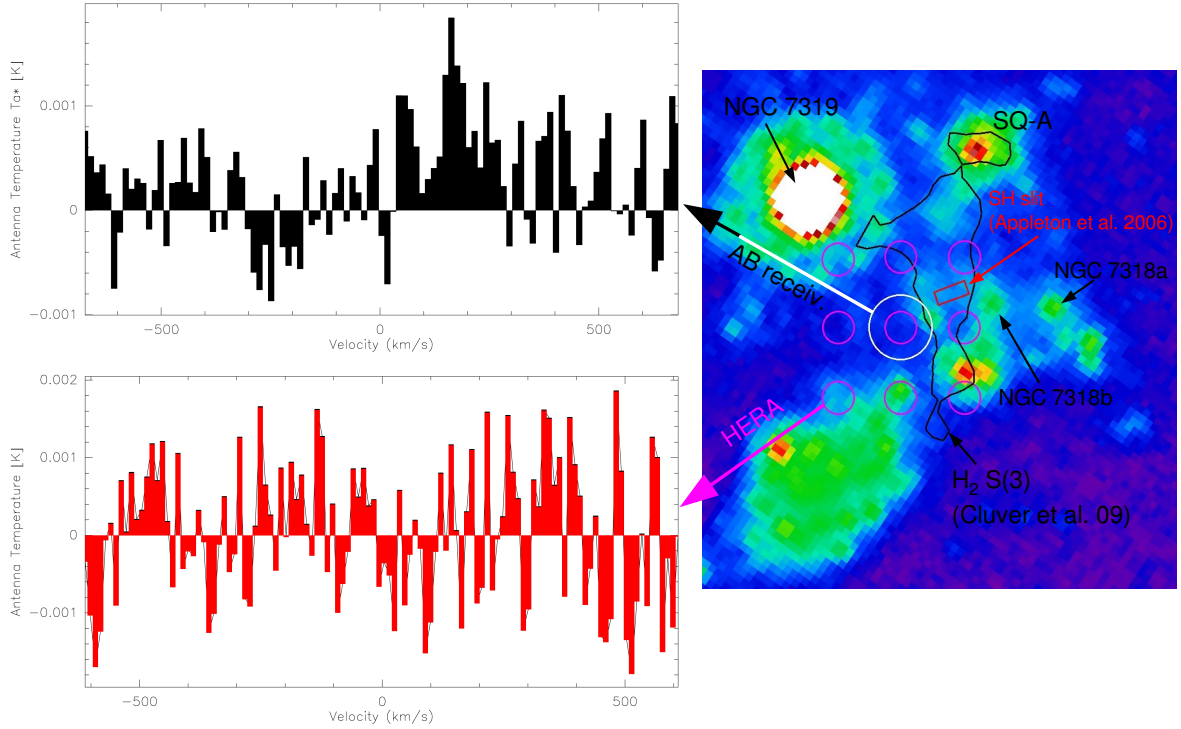 Antenna Temperature Ta* [K]
0.001
0
−0.001
−500
0
500
Velocity (km/s)
Antenna Temperature [K]
0.002
0.001
0
−0.001
−500
0
500
Velocity (km/s)
NGC 7319
SQ-A
SH slit
(Appleton et al. 2006)
NGC 7318a
AB receiv.
NGC 7318b
HERA
H2 S(3)
(Cluver et al. 09)